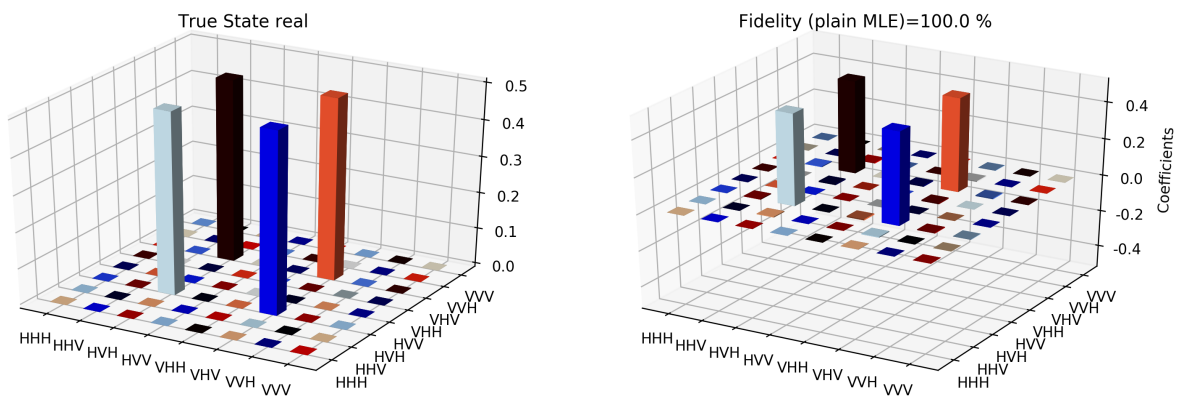 True State real
0.5
0.4
0.3
0.2
0.1
0.0
HHH
HHV
HVH
HVV
VHH
VHV
VVH
VVV
HHH
HHV
HVH
HVV
VHH
VHV
VVH
VVV
Fidelity (plain MLE)=100.0 %
0.4
0.2
0.0
-0.2
-0.4
Coefficients
HHH
HHV
HVH
HVV
VHH
VHV
VVH
VVV
HHH
HHV
HVH
HVV
VHH
VHV
VVH
VVV